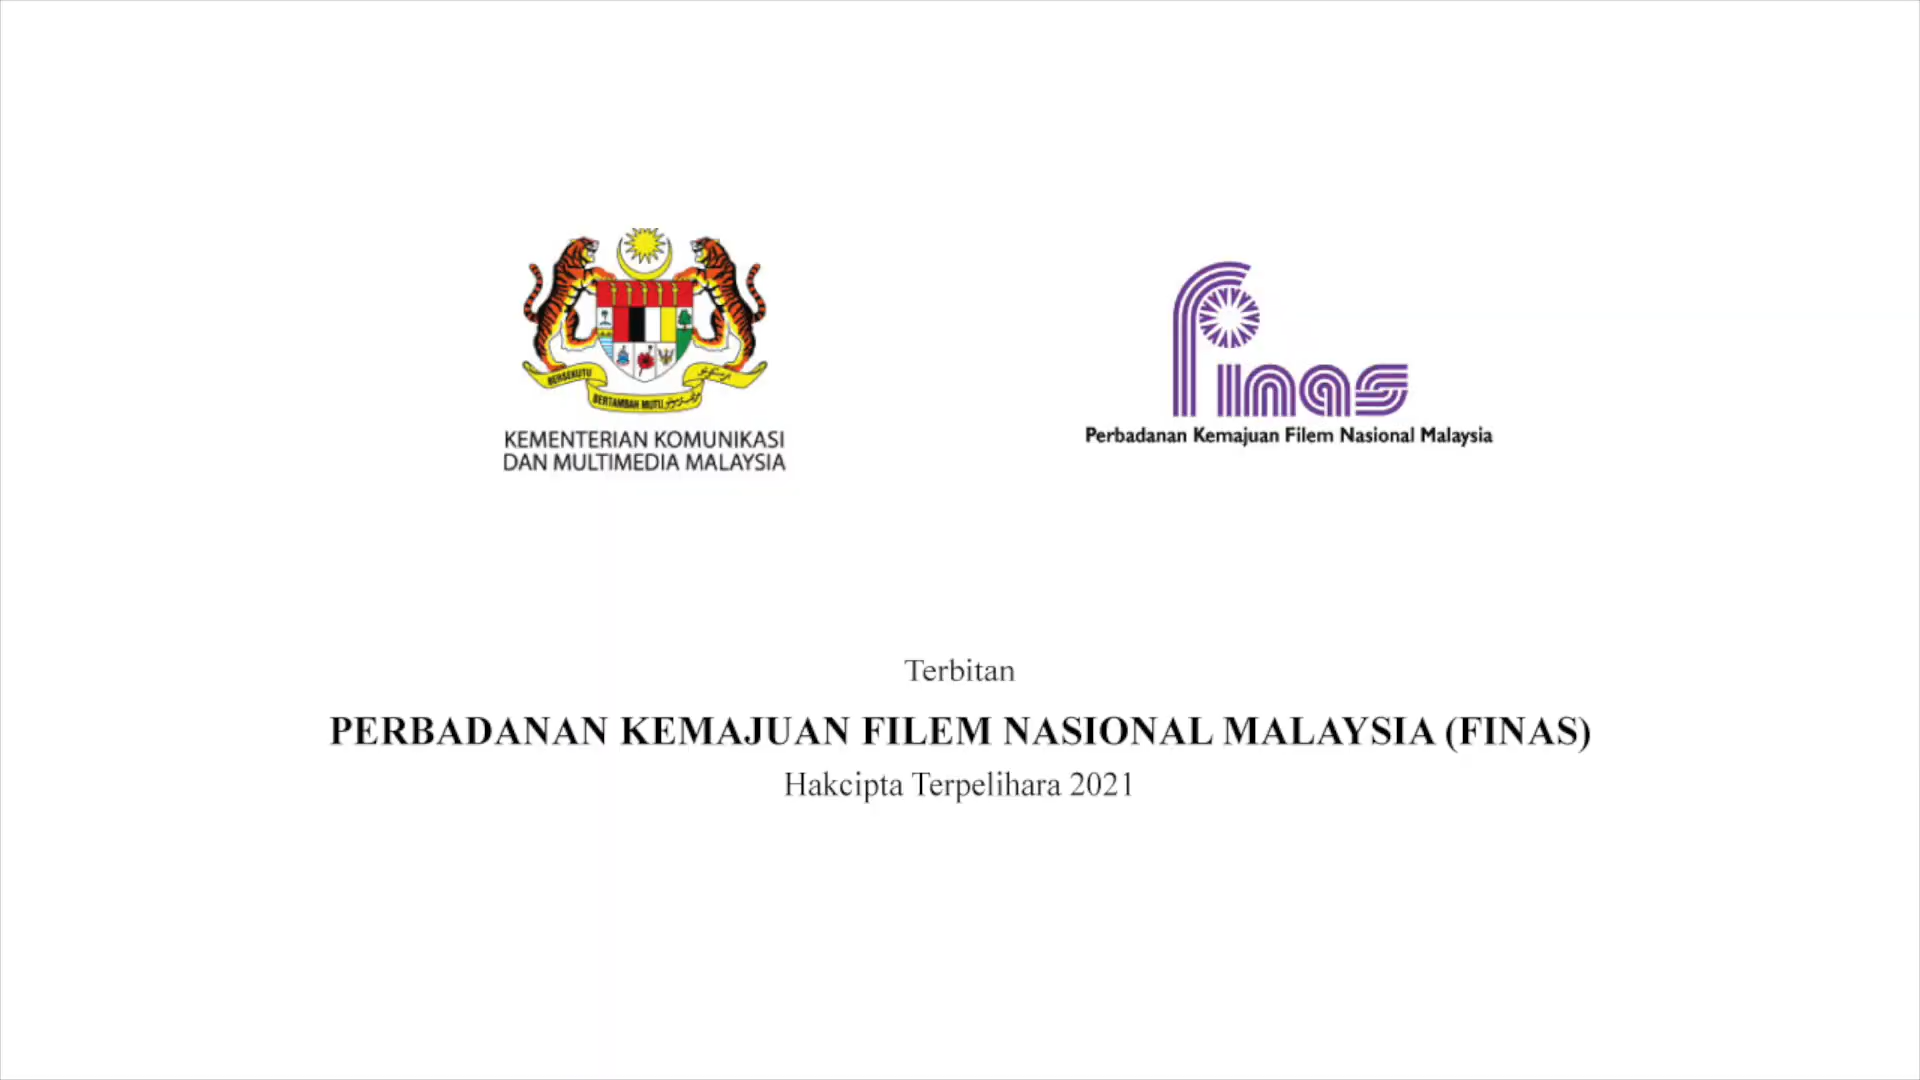 BERSEKUTU
BERTAMBAH MUTU
KEMENTERIAN KOMUNIKASI
DAN MULTIMEDIA MALAYSIA
Finas
Perbadanan Kemajuan Filem Nasional Malaysia
Terbitan
PERBADANAN KEMAJUAN FILEM NASIONAL MALAYSIA (FINAS)
Hakcipta Terpelihara 2021